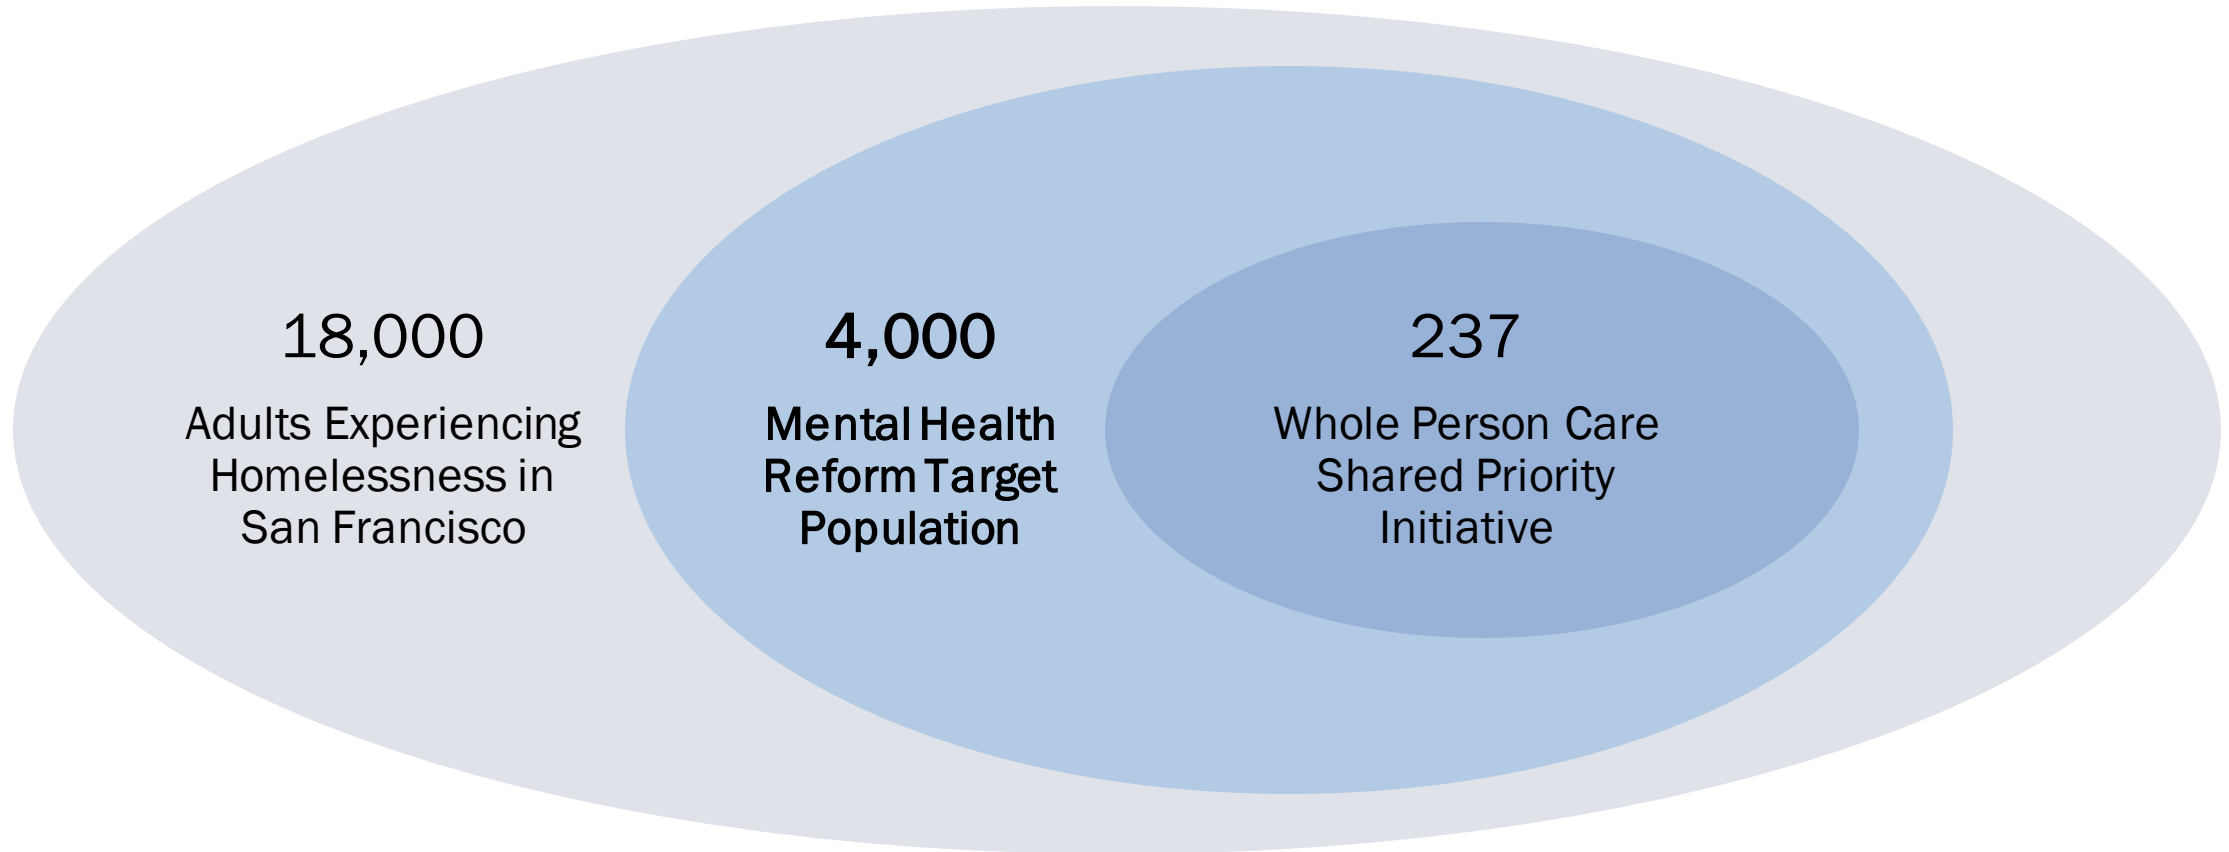 18,000
Adults Experiencing
Homelessness in
San Francisco
4,000
Mental Health
Reform Target
Population
237
Whole Person Care
Shared Priority
Initiative